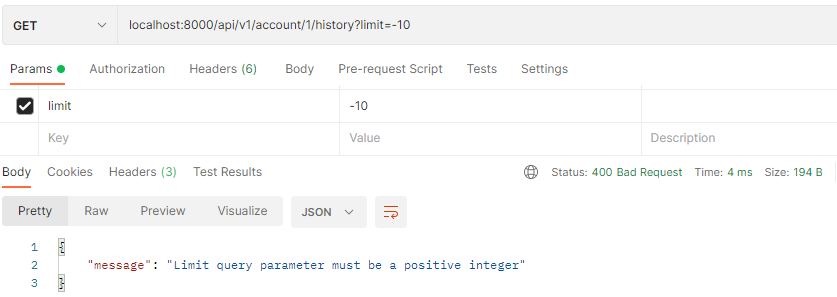 GET localhost:8000/api/v1/account/1/history?limit=-10
Params Authorization Headers (6) Body Pre-request Script Tests Settings
limit -10
Key Value Description
Body Cookies Headers (3) Test Results Status: 400 Bad Request Time: 4 ms Size: 194 B
Pretty Raw Preview Visualize JSON
1 {
2 "message": "Limit query parameter must be a positive integer"
3 }